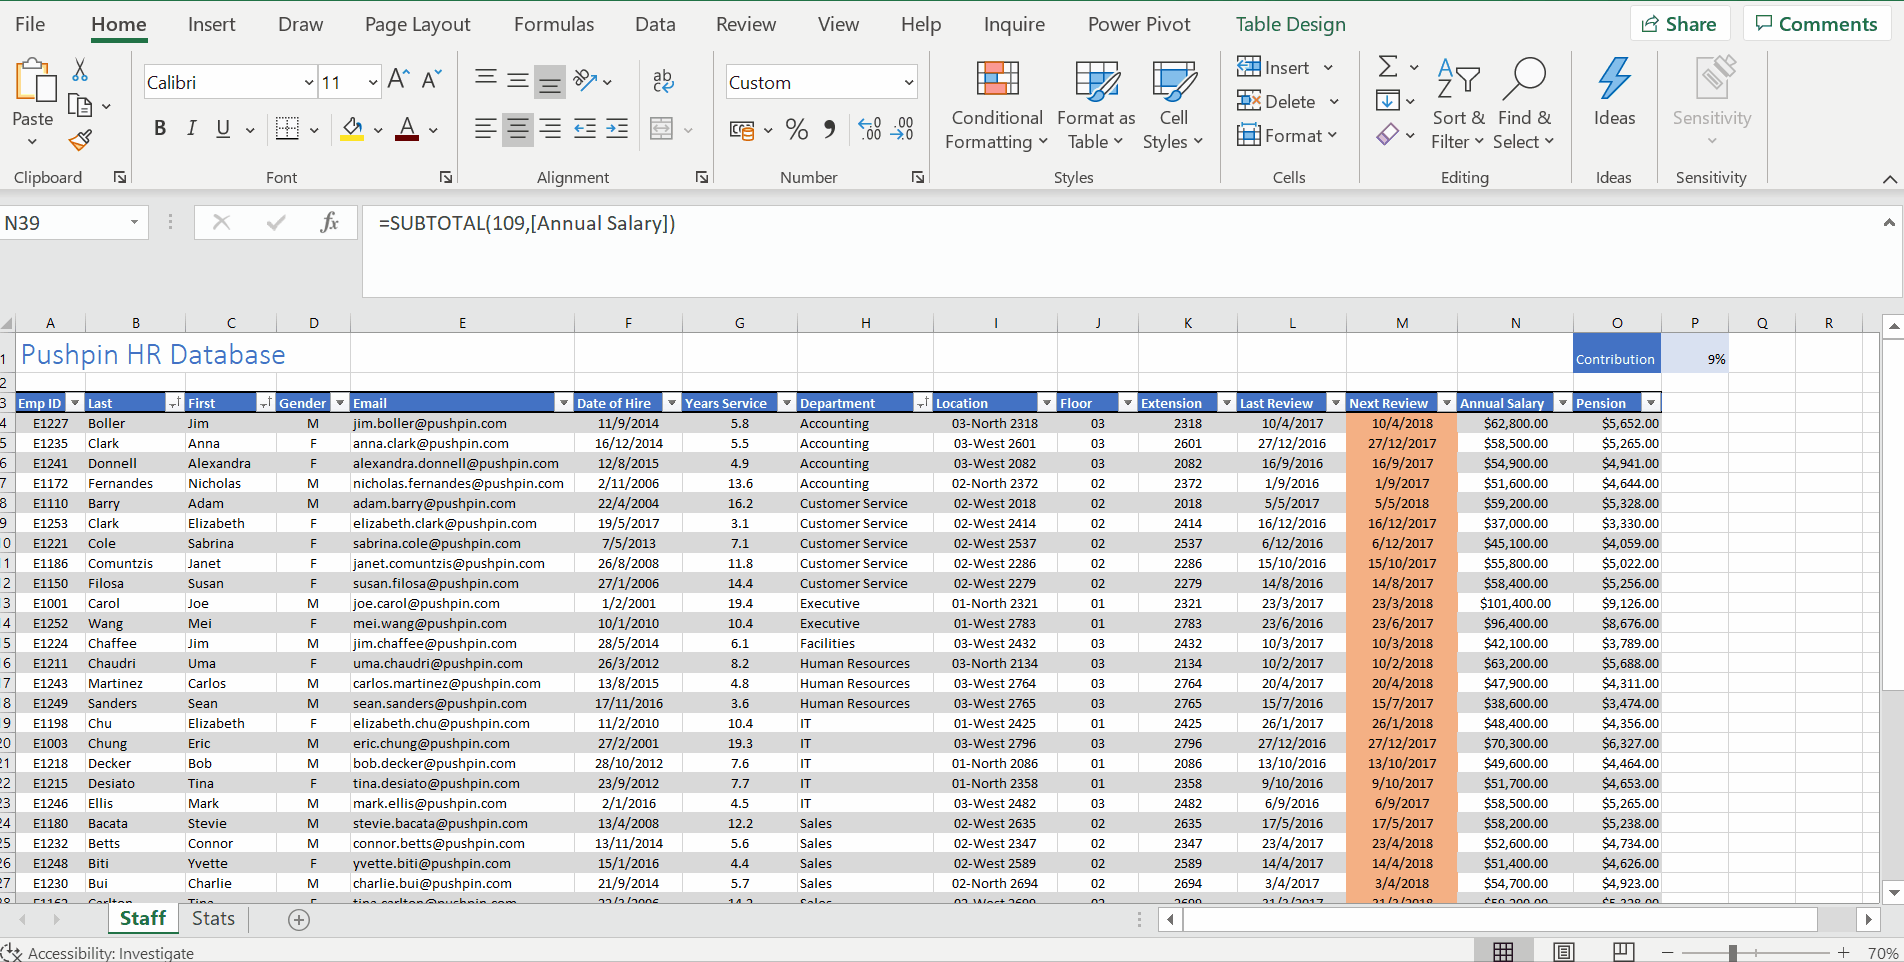 File Home Insert Draw Page Layout Formulas Data Review View Help Inquire Power Pivot Table Design Share Comments
Calibri 11 A A ab c Custom Insert Σ A Z
Paste B I U A % , .00 .00 Conditional Formatting Format as Table Cell Styles Delete Format Sort & Filter Find & Select Ideas Sensitivity
Clipboard Font Alignment Number Styles Cells Editing Ideas Sensitivity
N39 fx =SUBTOTAL(109,[Annual Salary])
A B C D E F G H I J K L M N O P Q R
1 Pushpin HR Database Contribution 9%
2
3 Emp ID Last First Gender Email Date of Hire Years Service Department Location Floor Extension Last Review Next Review Annual Salary Pension
4 E1227 Boller Jim M jim.boller@pushpin.com 11/9/2014 5.8 Accounting 03-North 2318 03 2318 10/4/2017 10/4/2018 $62,800.00 $5,652.00
5 E1235 Clark Anna F anna.clark@pushpin.com 16/12/2014 5.5 Accounting 03-West 2601 03 2601 27/12/2016 27/12/2017 $58,500.00 $5,265.00
6 E1241 Donnell Alexandra F alexandra.donnell@pushpin.com 12/8/2015 4.9 Accounting 03-West 2082 03 2082 16/9/2016 16/9/2017 $54,900.00 $4,941.00
7 E1172 Fernandes Nicholas M nicholas.fernandes@pushpin.com 2/11/2006 13.6 Accounting 02-North 2372 02 2372 1/9/2016 1/9/2017 $51,600.00 $4,644.00
8 E1110 Barry Adam M adam.barry@pushpin.com 22/4/2004 16.2 Customer Service 02-West 2018 02 2018 5/5/2017 5/5/2018 $59,200.00 $5,328.00
9 E1253 Clark Elizabeth F elizabeth.clark@pushpin.com 19/5/2017 3.1 Customer Service 02-West 2414 02 2414 16/12/2016 16/12/2017 $37,000.00 $3,330.00
0 E1221 Cole Sabrina F sabrina.cole@pushpin.com 7/5/2013 7.1 Customer Service 02-West 2537 02 2537 6/12/2016 6/12/2017 $45,100.00 $4,059.00
1 E1186 Comuntzis Janet F janet.comuntzis@pushpin.com 26/8/2008 11.8 Customer Service 02-West 2286 02 2286 15/10/2016 15/10/2017 $55,800.00 $5,022.00
2 E1150 Filosa Susan F susan.filosa@pushpin.com 27/1/2006 14.4 Customer Service 02-West 2279 02 2279 14/8/2016 14/8/2017 $58,400.00 $5,256.00
3 E1001 Carol Joe M joe.carol@pushpin.com 1/2/2001 19.4 Executive 01-North 2321 01 2321 23/3/2017 23/3/2018 $101,400.00 $9,126.00
4 E1252 Wang Mei F mei.wang@pushpin.com 10/1/2010 10.4 Executive 01-West 2783 01 2783 23/6/2016 23/6/2017 $96,400.00 $8,676.00
5 E1224 Chaffee Jim M jim.chaffee@pushpin.com 28/5/2014 6.1 Facilities 03-West 2432 03 2432 10/3/2017 10/3/2018 $42,100.00 $3,789.00
6 E1211 Chaudri Uma F uma.chaudri@pushpin.com 26/3/2012 8.2 Human Resources 03-North 2134 03 2134 10/2/2017 10/2/2018 $63,200.00 $5,688.00
7 E1243 Martinez Carlos M carlos.martinez@pushpin.com 13/8/2015 4.8 Human Resources 03-West 2764 03 2764 20/4/2017 20/4/2018 $47,900.00 $4,311.00
8 E1249 Sanders Sean M sean.sanders@pushpin.com 17/11/2016 3.6 Human Resources 03-West 2765 03 2765 15/7/2016 15/7/2017 $38,600.00 $3,474.00
9 E1198 Chu Elizabeth F elizabeth.chu@pushpin.com 11/2/2010 10.4 IT 01-West 2425 01 2425 26/1/2017 26/1/2018 $48,400.00 $4,356.00
20 E1003 Chung Eric M eric.chung@pushpin.com 27/2/2001 19.3 IT 03-West 2796 03 2796 27/12/2016 27/12/2017 $70,300.00 $6,327.00
21 E1218 Decker Bob M bob.decker@pushpin.com 28/10/2012 7.6 IT 01-North 2086 01 2086 13/10/2016 13/10/2017 $49,600.00 $4,464.00
22 E1215 Desiato Tina F tina.desiato@pushpin.com 23/9/2012 7.7 IT 01-North 2358 01 2358 9/10/2016 9/10/2017 $51,700.00 $4,653.00
23 E1246 Ellis Mark M mark.ellis@pushpin.com 2/1/2016 4.5 IT 03-West 2482 03 2482 6/9/2016 6/9/2017 $58,500.00 $5,265.00
24 E1180 Bacata Stevie M stevie.bacata@pushpin.com 13/4/2008 12.2 Sales 02-West 2635 02 2635 17/5/2016 17/5/2017 $58,200.00 $5,238.00
25 E1232 Betts Connor M connor.betts@pushpin.com 13/11/2014 5.6 Sales 02-West 2347 02 2347 23/4/2017 23/4/2018 $52,600.00 $4,734.00
26 E1248 Biti Yvette F yvette.biti@pushpin.com 15/1/2016 4.4 Sales 02-West 2589 02 2589 14/4/2017 14/4/2018 $51,400.00 $4,626.00
27 E1230 Bui Charlie M charlie.bui@pushpin.com 21/9/2014 5.7 Sales 02-North 2694 02 2694 3/4/2017 3/4/2018 $54,700.00 $4,923.00
Staff Stats
Accessibility: Investigate 70%